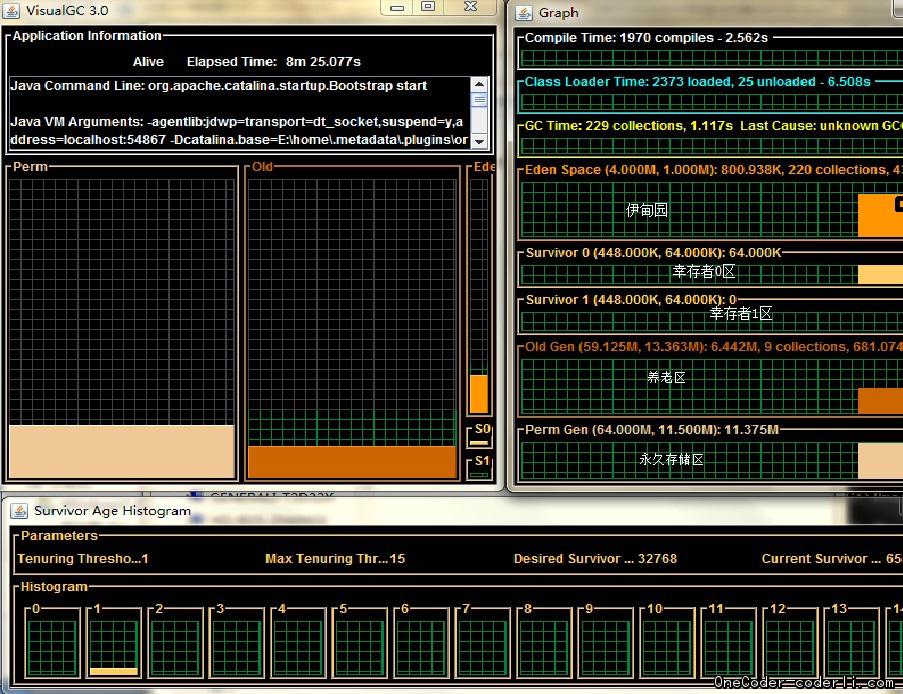 VisualGC 3.0
Application Information
Alive Elapsed Time: 8m 25.077s
Java Command Line: org.apache.catalina.startup.Bootstrap start
Java VM Arguments: -agentlib:jdwp=transport=dt_socket,suspend=y,a
ddress=localhost:54867 -Dcatalina.base=E:\home\.metadata\.plugins\or
Perm
Old
Ede
S0
S1
Graph
Compile Time: 1970 compiles - 2.562s
Class Loader Time: 2373 loaded, 25 unloaded - 6.508s
GC Time: 229 collections, 1.117s Last Cause: unknown GC
Eden Space (4.000M, 1.000M): 800.938K, 220 collections, 43
伊甸园
Survivor 0 (448.000K, 64.000K): 64.000K
幸存者0区
Survivor 1 (448.000K, 64.000K): 0
幸存者1区
Old Gen (59.125M, 13.363M): 6.442M, 9 collections, 681.074
养老区
Perm Gen (64.000M, 11.500M): 11.375M
永久存储区
Survivor Age Histogram
Parameters
Tenuring Thresho...1 Max Tenuring Thr...15 Desired Survivor ... 32768 Current Survivor ... 65
Histogram
0 1 2 3 4 5 6 7 8 9 10 11 12 13 14
OneCoder-coderli.com